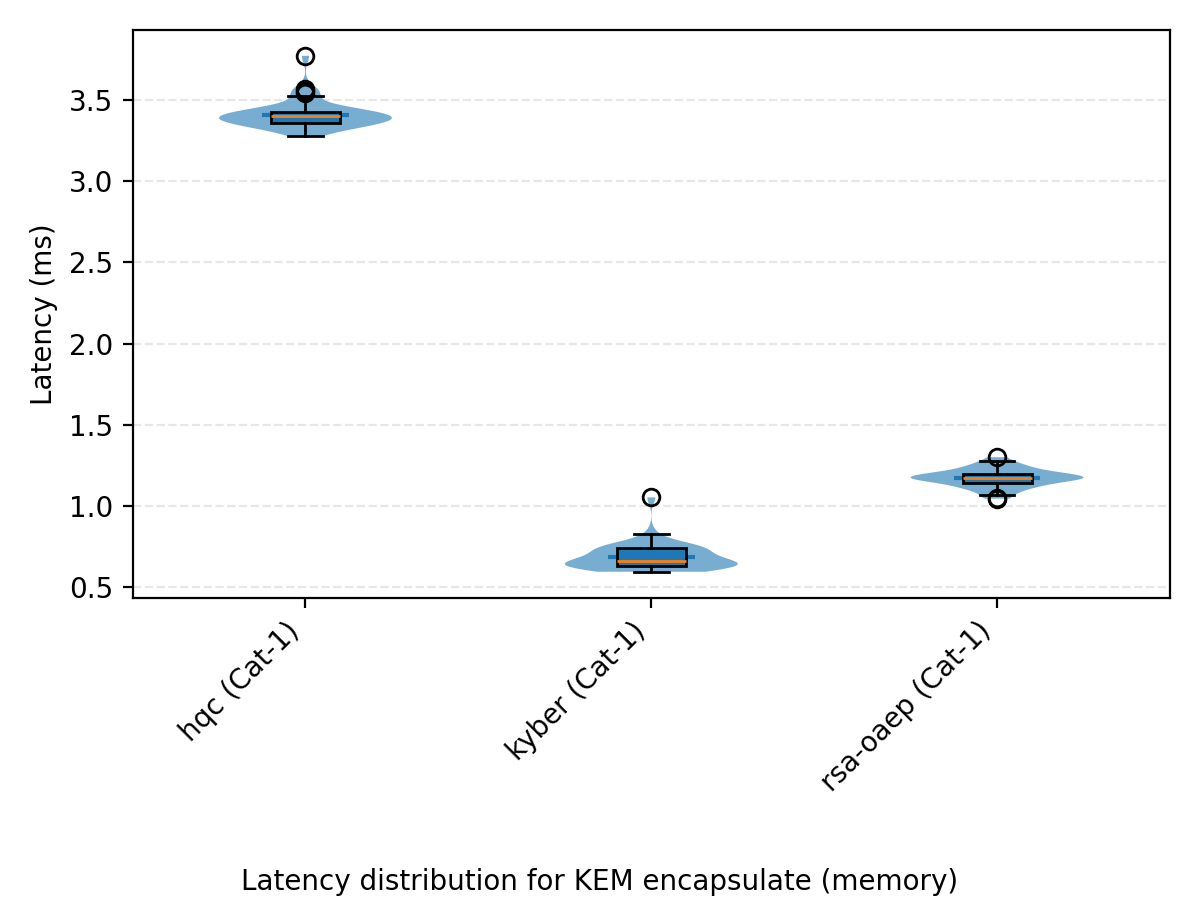 Latency (ms)
3.5
3.0
2.5
2.0
1.5
1.0
0.5
hqc (Cat-1)
kyber (Cat-1)
rsa-oaep (Cat-1)
Latency distribution for KEM encapsulate (memory)